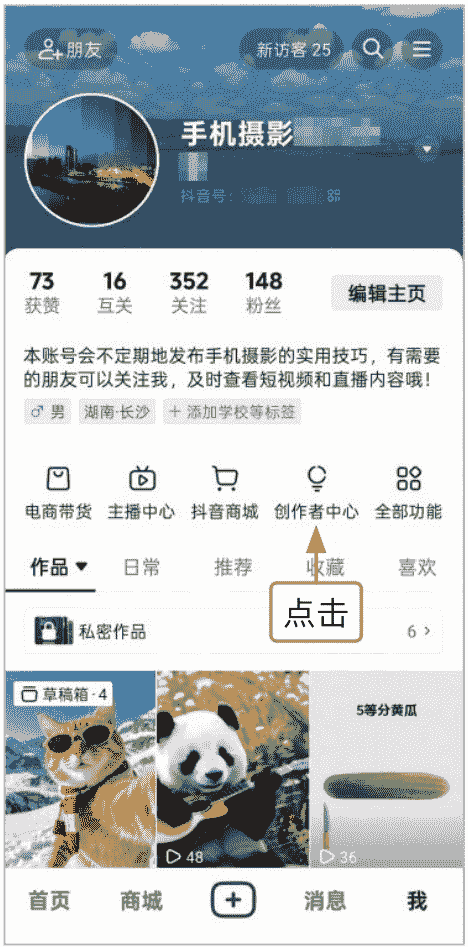 朋友
新访客 25
手机摄影
抖音号:
73 16 352 148
获赞 互关 关注 粉丝
编辑主页
本账号会不定期地发布手机摄影的实用技巧，有需要
的朋友可以关注我，及时查看短视频和直播内容哦！
♂ 男 湖南·长沙 + 添加学校等标签
电商带货 主播中心 抖音商城 创作者中心 全部功能
作品 日常 推荐 收藏 喜欢
点击
私密作品 6 >
草稿箱·4
5等分黄瓜
48
36
首页 商城 消息 我